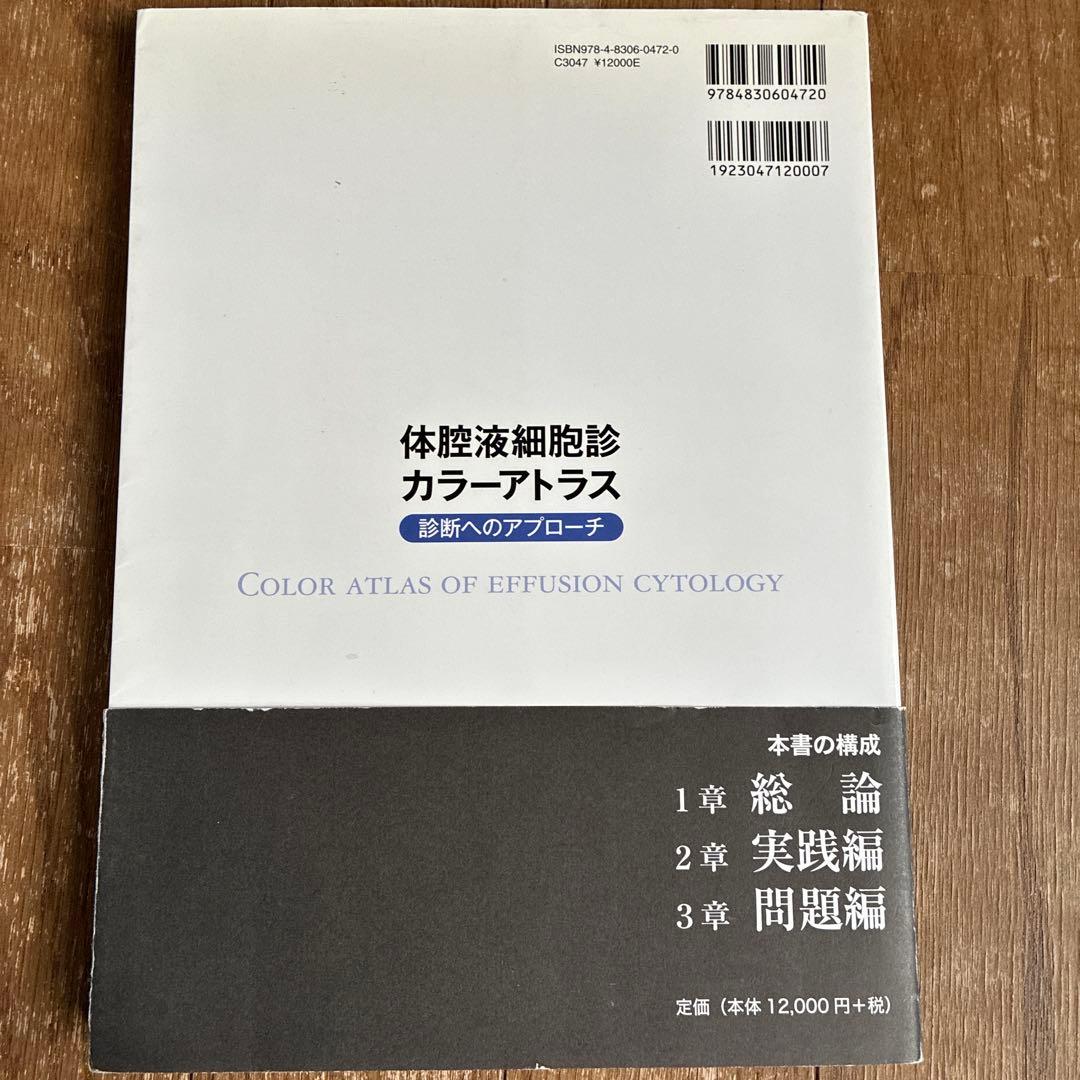 ISBN978-4-8306-0472-0
C3047 ¥12000E
9784830604720
1923047120007
体腔液細胞診
カラーアトラス
診断へのアプローチ
COLOR ATLAS OF EFFUSION CYTOLOGY
本書の構成
1章 総 論
2章 実践編
3章 問題編
定価（本体 12,000 円＋税）